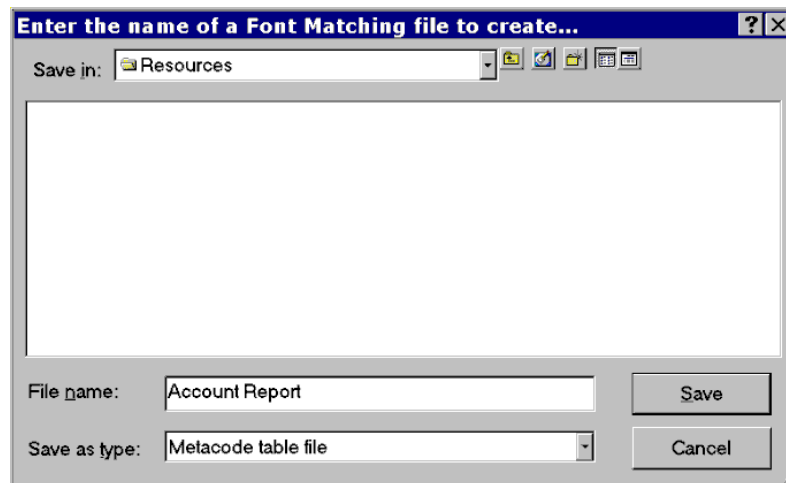 Enter the name of a Font Matching file to create...
Save in: Resources
File name: Account Report Save
Save as type: Metacode table file Cancel